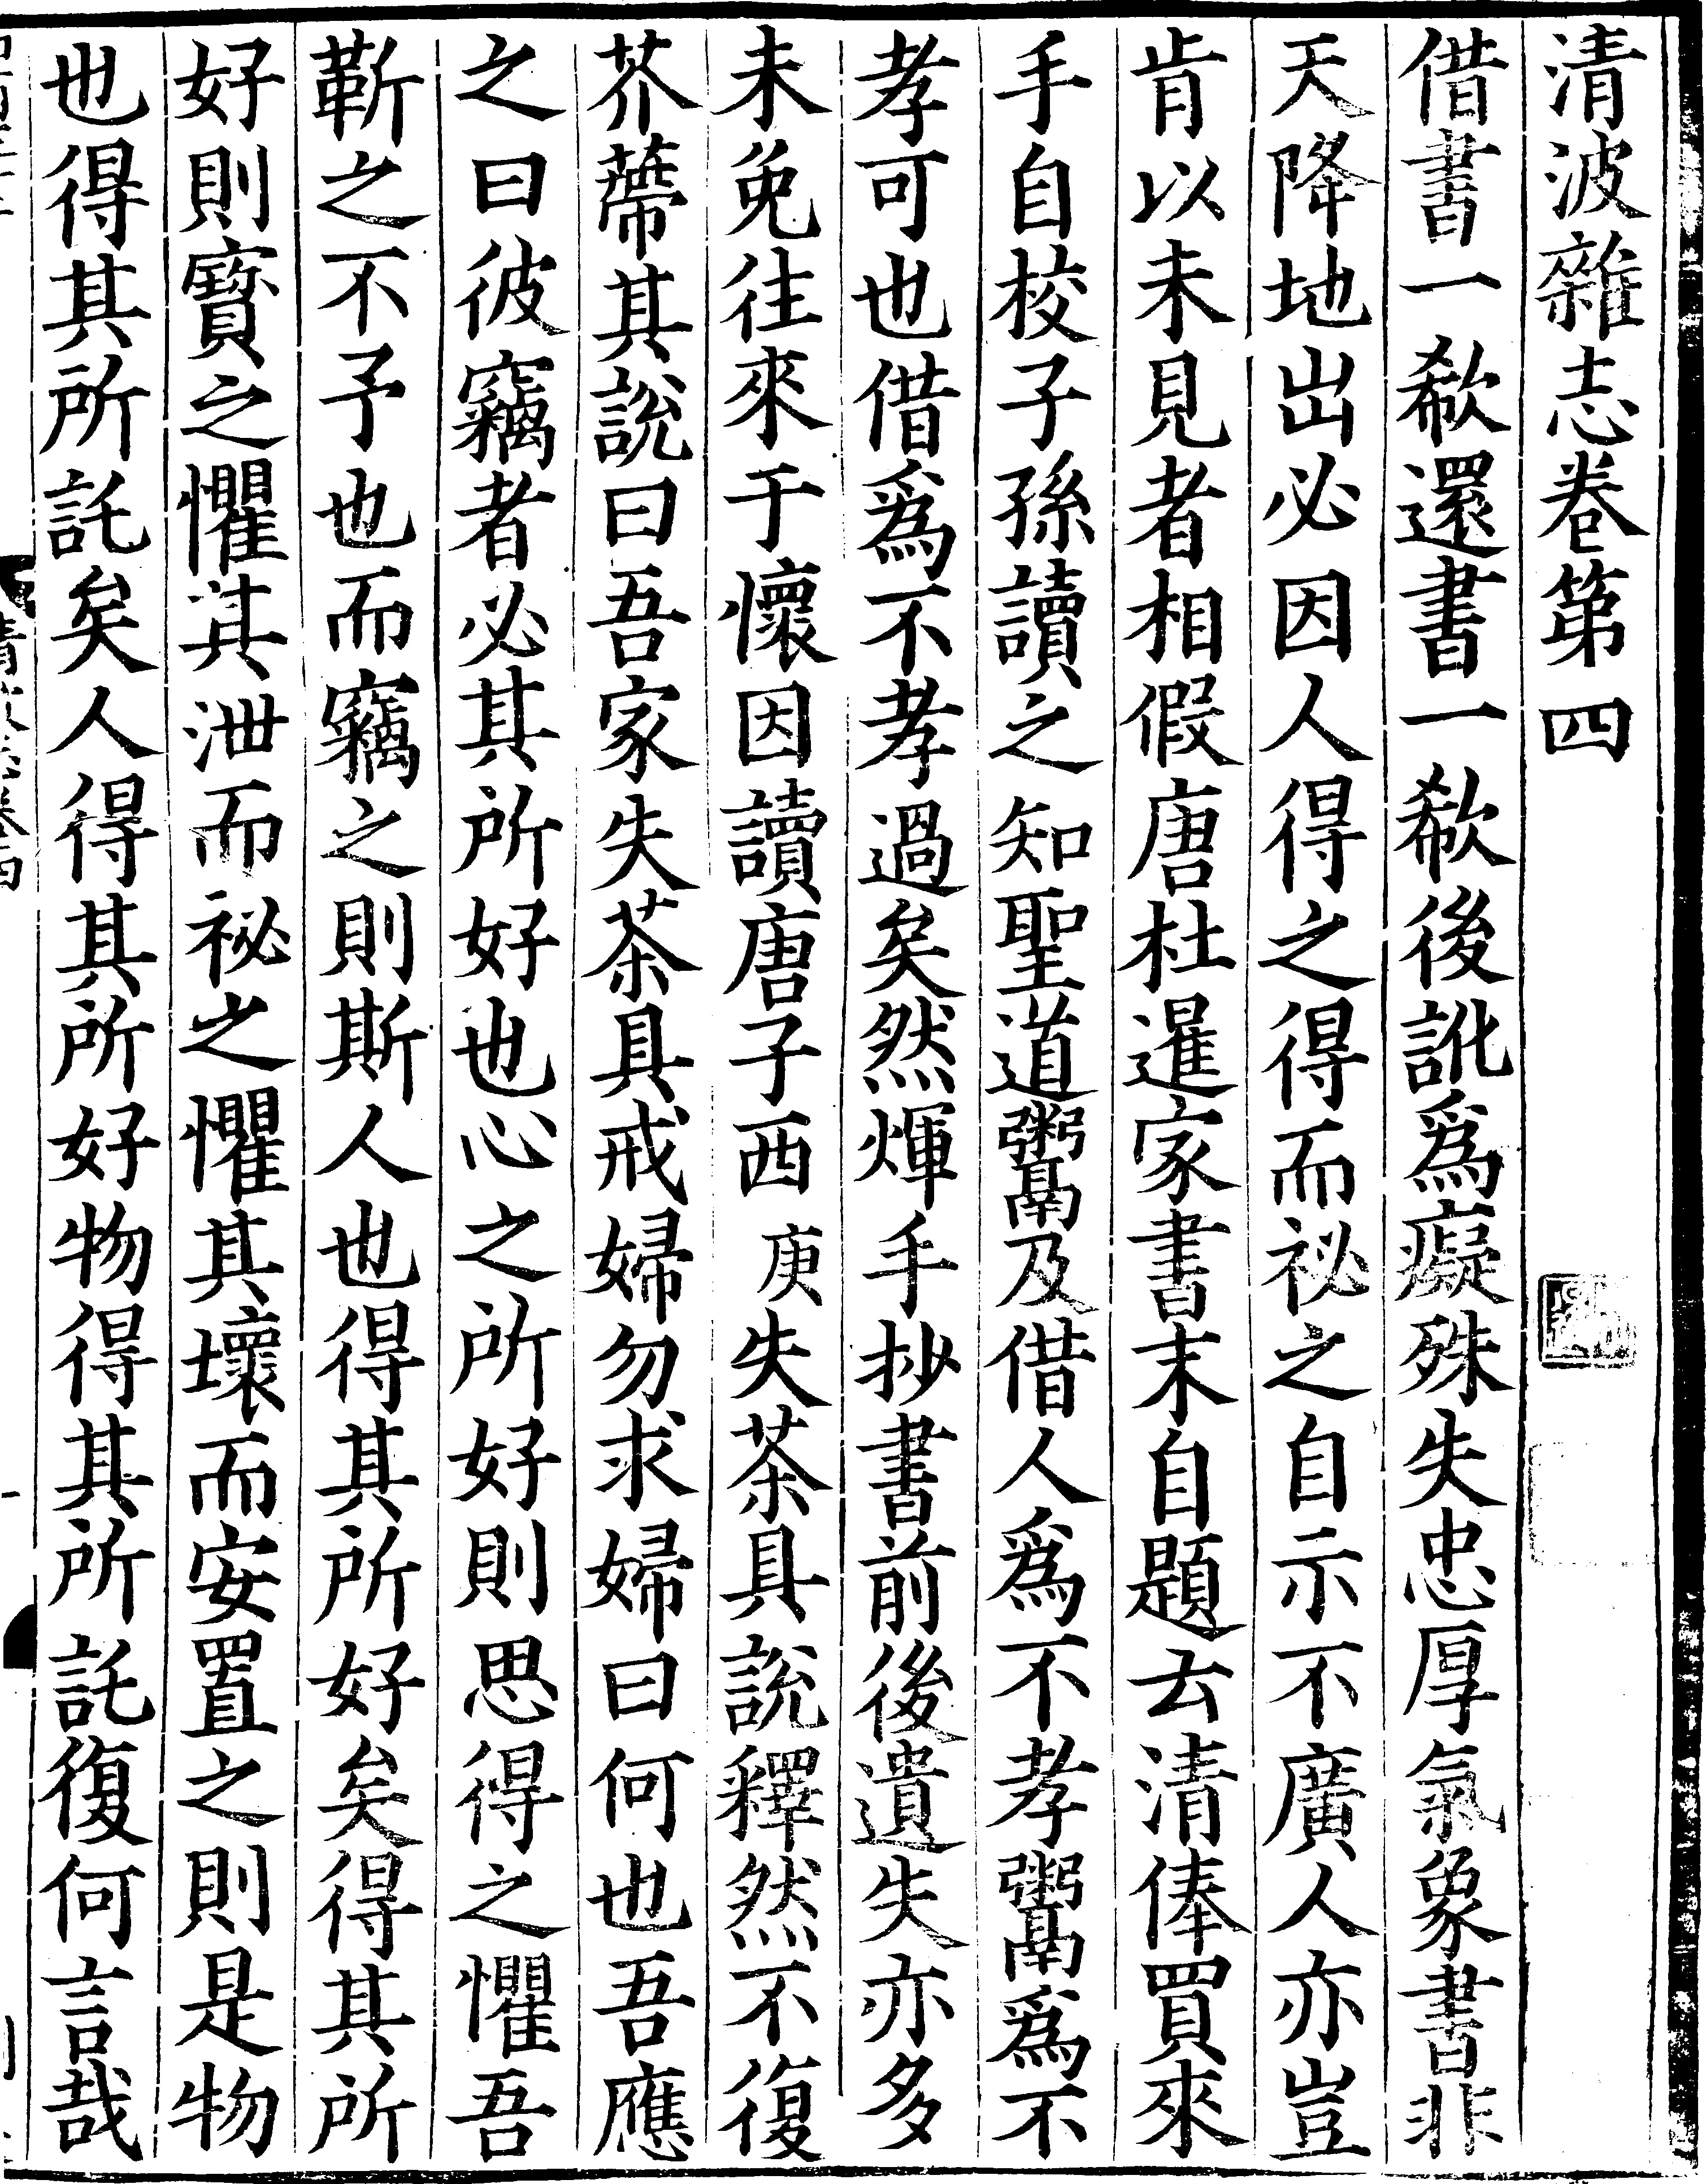 清波雜志卷第四
借書一㼸還書一㼸後訛爲癡殊失忠厚氣象書非
天降地出必因人得之得而祕之自示不廣人亦豈
肯以未見者相假唐杜暹家書末自題云清俸買來
手自校子孫讀之知聖道鬻及借人爲不孝鬻爲不
孝可也借爲不孝過矣然煇手抄書前後遺失亦多
未免往來于懷因讀唐子西庚失茶具說釋然不復
芥蔕其說曰吾家失茶具戒婦勿求婦曰何也吾應
之曰彼竊者必其所好也心之所好則思得之懼吾
靳之不予也而竊之則斯人也得其所好矣得其所
好則寳之懼其泄而祕之懼其壞而安置之則是物
也得其所託矣人得其所好物得其所託復何言哉